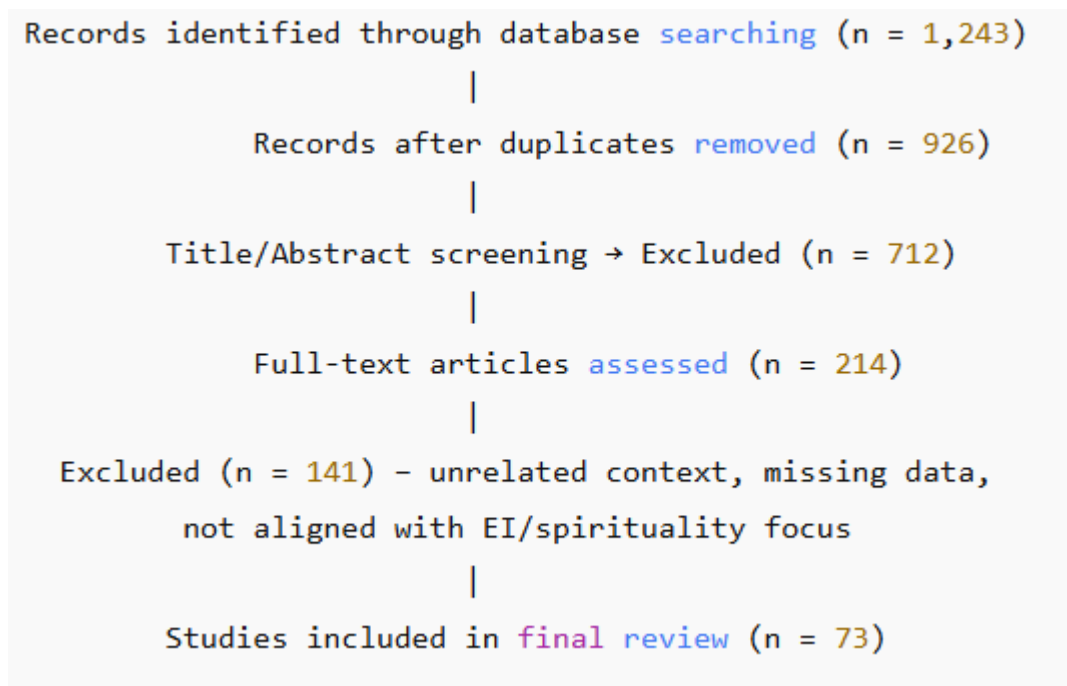 Records identified through database searching (n = 1,243)
|
Records after duplicates removed (n = 926)
|
Title/Abstract screening → Excluded (n = 712)
|
Full-text articles assessed (n = 214)
|
Excluded (n = 141) – unrelated context, missing data,
not aligned with EI/spirituality focus
|
Studies included in final review (n = 73)